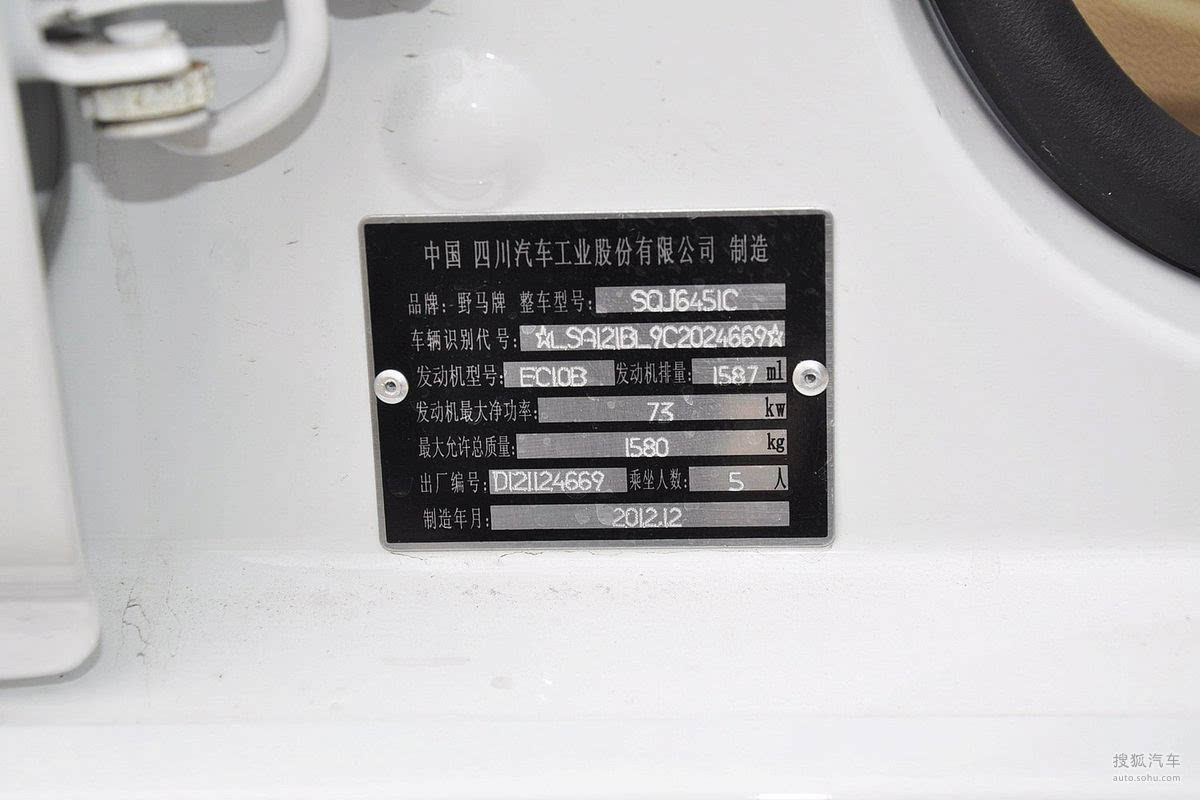 中国 四川汽车工业股份有限公司 制造
品牌: 野马牌 整车型号: SQJ6451C
车辆识别代号: ☆LSA121BL9C2024669☆
发动机型号: EC10B 发动机排量: 1587 ml
发动机最大净功率: 73 kw
最大允许总质量: 1580 kg
出厂编号: D121124669 乘坐人数: 5 人
制造年月: 2012.12
搜狐汽车
auto.sohu.com